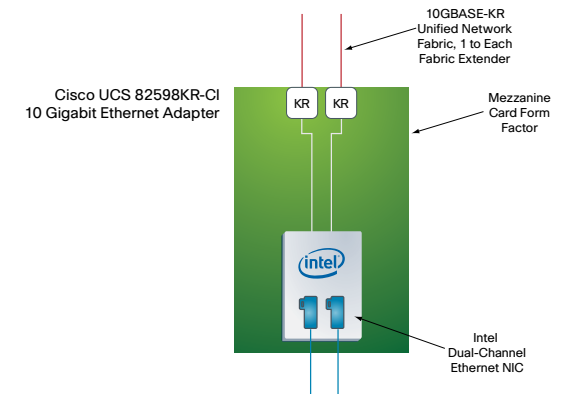 10GBASE-KR
Unified Network
Fabric, 1 to Each
Fabric Extender
Cisco UCS 82598KR-CI
10 Gigabit Ethernet Adapter
KR
KR
Mezzanine
Card Form
Factor
intel
Intel
Dual-Channel
Ethernet NIC